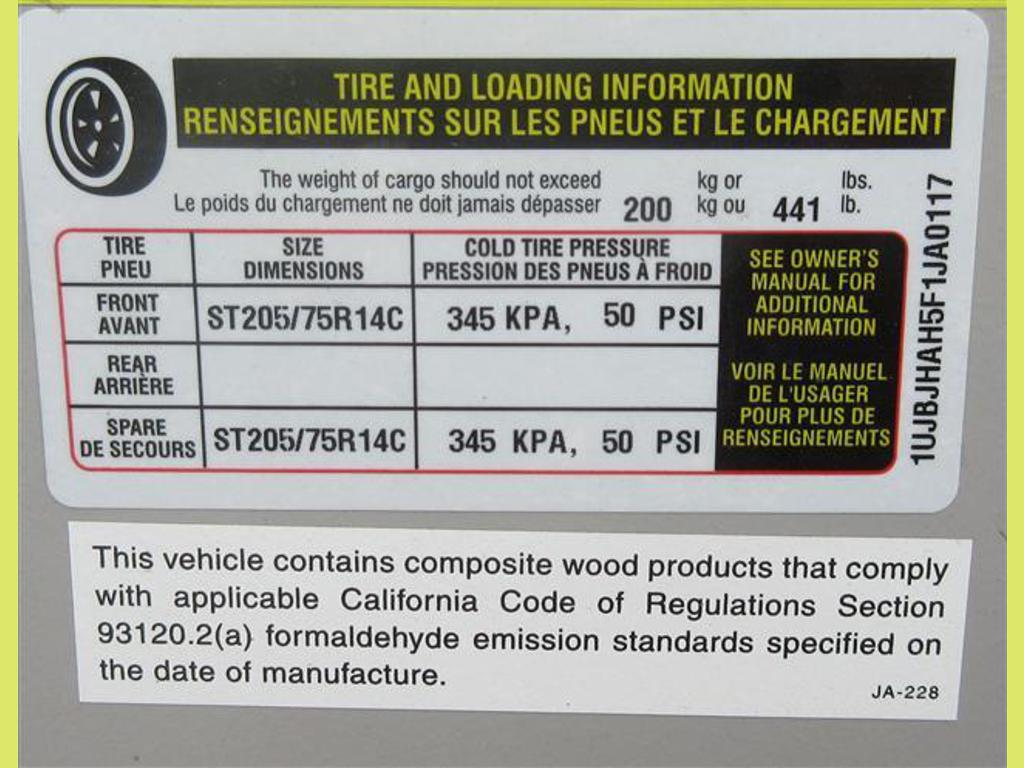 TIRE AND LOADING INFORMATION
RENSEIGNEMENTS SUR LES PNEUS ET LE CHARGEMENT
The weight of cargo should not exceed kg or lbs.
Le poids du chargement ne doit jamais dépasser 200 kg ou 441 lb.
TIRE SIZE COLD TIRE PRESSURE
PNEU DIMENSIONS PRESSION DES PNEUS À FROID
FRONT
AVANT ST205/75R14C 345 KPA, 50 PSI
REAR
ARRIÈRE
SPARE
DE SECOURS ST205/75R14C 345 KPA, 50 PSI
SEE OWNER'S
MANUAL FOR
ADDITIONAL
INFORMATION
VOIR LE MANUEL
DE L'USAGER
POUR PLUS DE
RENSEIGNEMENTS
1UJBJHAH5F1JA0117
This vehicle contains composite wood products that comply
with applicable California Code of Regulations Section
93120.2(a) formaldehyde emission standards specified on
the date of manufacture.
JA-228